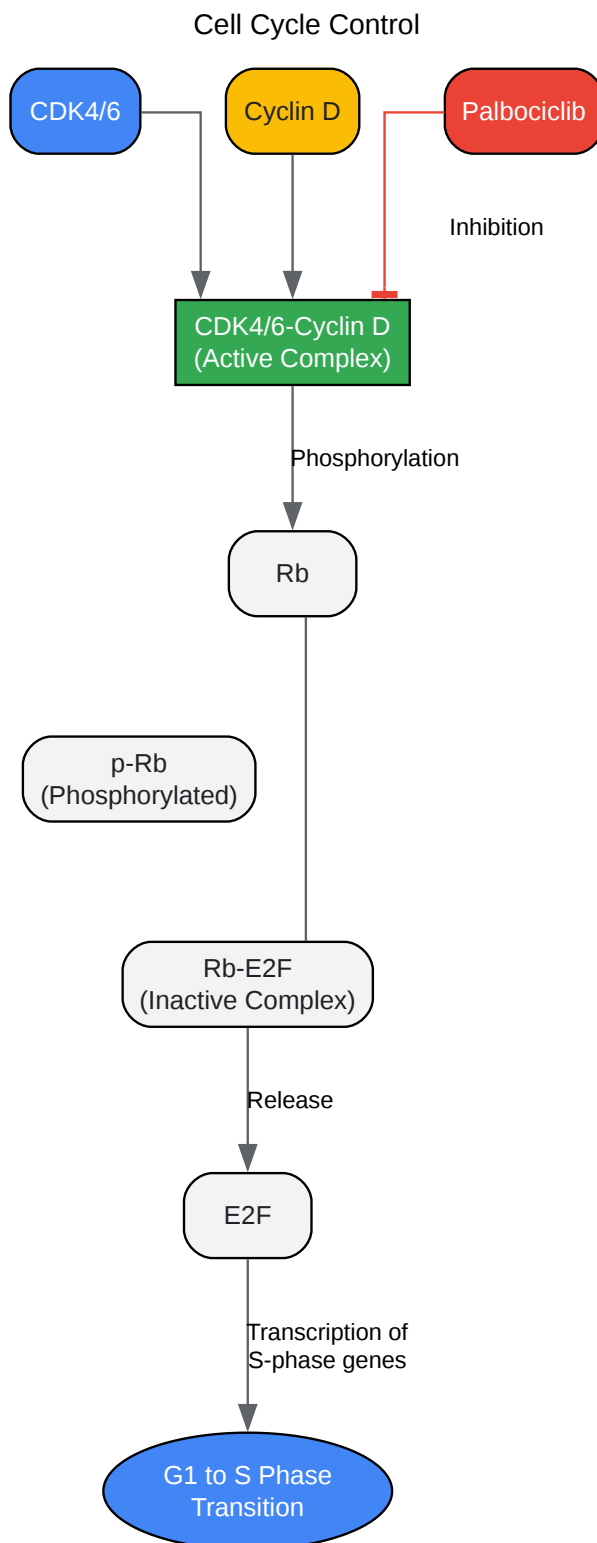 Cell Cycle Control
CDK4/6
Cyclin D
Palbociclib
Inhibition
CDK4/6-Cyclin D
(Active Complex)
Phosphorylation
Rb
p-Rb
(Phosphorylated)
Rb-E2F
(Inactive Complex)
Release
E2F
Transcription of
S-phase genes
G1 to S Phase
Transition